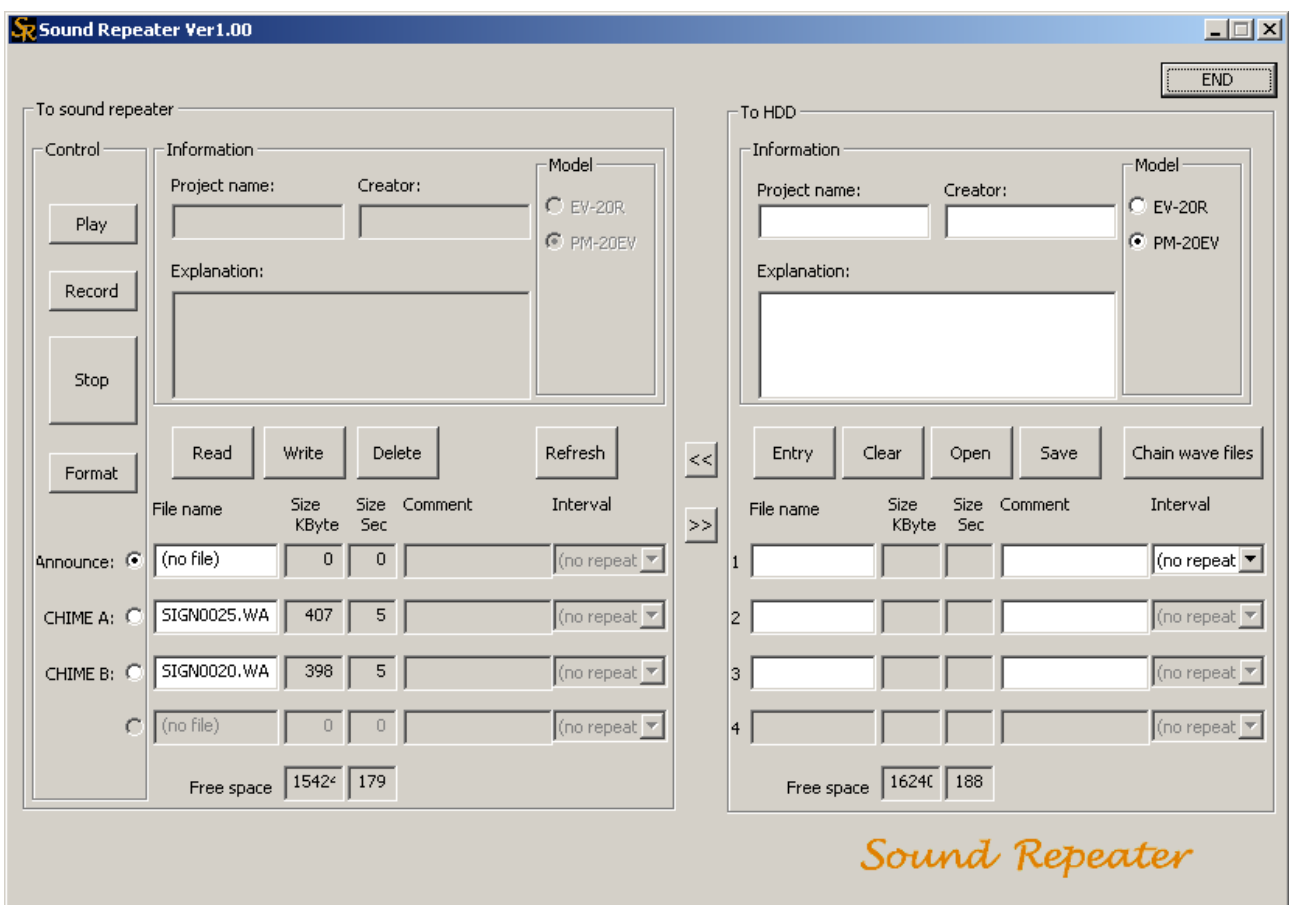 Sound Repeater Ver1.00
END
To sound repeater
Control
Play
Record
Stop
Format
Information
Project name:
Creator:
Explanation:
Model
EV-20R
PM-20EV
Read
Write
Delete
Refresh
File name
Size KByte
Size Sec
Comment
Interval
Announce:
(no file)
0
0
(no repeat
CHIME A:
SIGN0025.WA
407
5
(no repeat
CHIME B:
SIGN0020.WA
398
5
(no repeat
(no file)
0
0
(no repeat
Free space
15424
179
<<
>>
To HDD
Information
Project name:
Creator:
Explanation:
Model
EV-20R
PM-20EV
Entry
Clear
Open
Save
Chain wave files
File name
Size KByte
Size Sec
Comment
Interval
1
(no repeat
2
(no repeat
3
(no repeat
4
(no repeat
Free space
16240
188
Sound Repeater